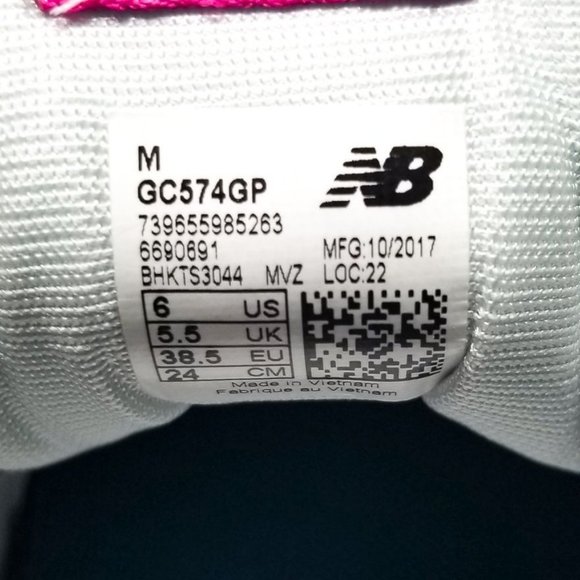 M
GC574GP
NB
739655985263
6690691
MFG:10/2017
BHKTS3044 MVZ LOC:22
6 US
5.5 UK
38.5 EU
24 CM
Made in Vietnam
Fabriqué au Vietnam